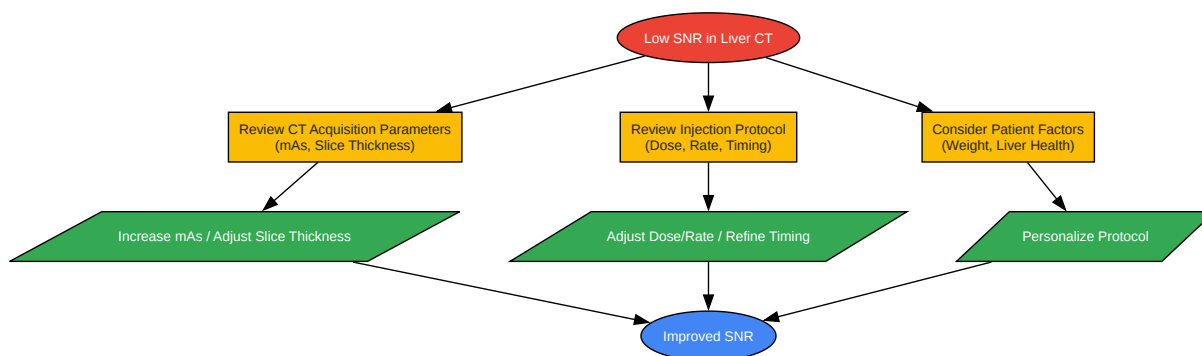 Low SNR in Liver CT
Review CT Acquisition Parameters
(mAs, Slice Thickness)
Review Injection Protocol
(Dose, Rate, Timing)
Consider Patient Factors
(Weight, Liver Health)
Increase mAs / Adjust Slice Thickness
Adjust Dose/Rate / Refine Timing
Personalize Protocol
Improved SNR